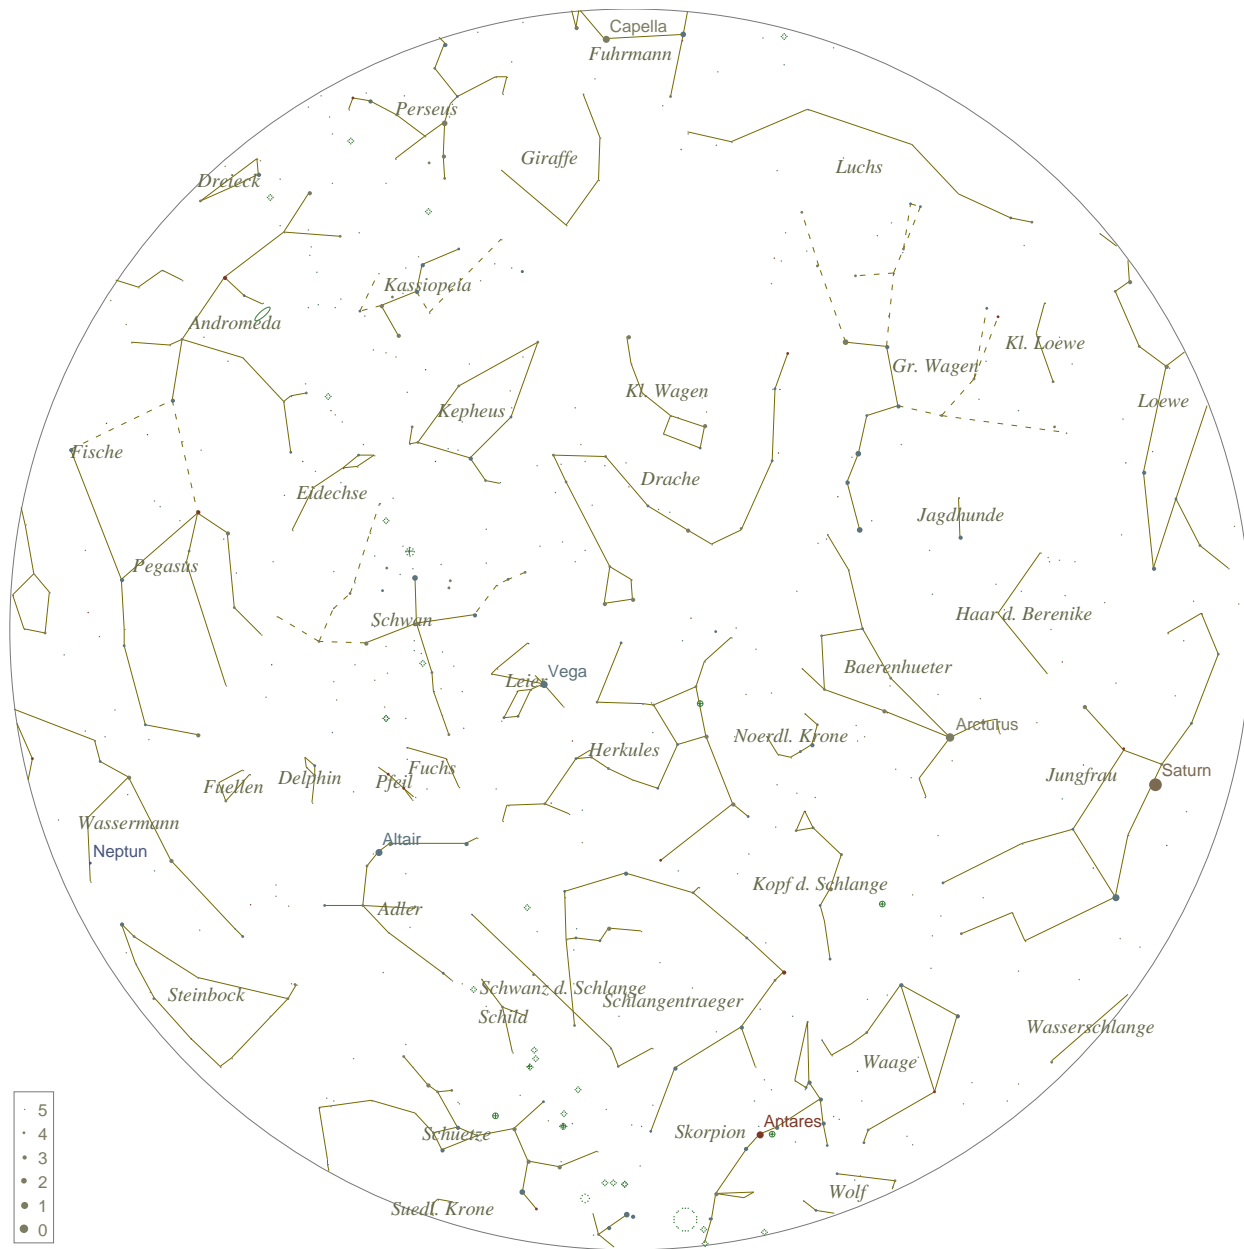 Capella
Fuhrmann
Perseus
Giraffe
Luchs
Dreieck
Kassiopeia
Andromeda
Kl. Loewe
Gr. Wagen
Kl. Wagen
Loewe
Kepheus
Fische
Drache
Eidechse
Jagdhunde
Pegasus
Schwan
Haar d. Berenike
Baerenhueter
Vega
Leier
Arcturus
Noerdl. Krone
Herkules
Saturn
Jungfrau
Fuchs
Delphin
Pfeil
Fuellen
Wassermann
Altair
Neptun
Kopf d. Schlange
Adler
Schwanz d. Schlange
Steinbock
Schlangentraeger
Schild
Wasserschlange
Waage
5
4
3
2
1
0
Antares
Skorpion
Schuetze
Wolf
Suedl. Krone